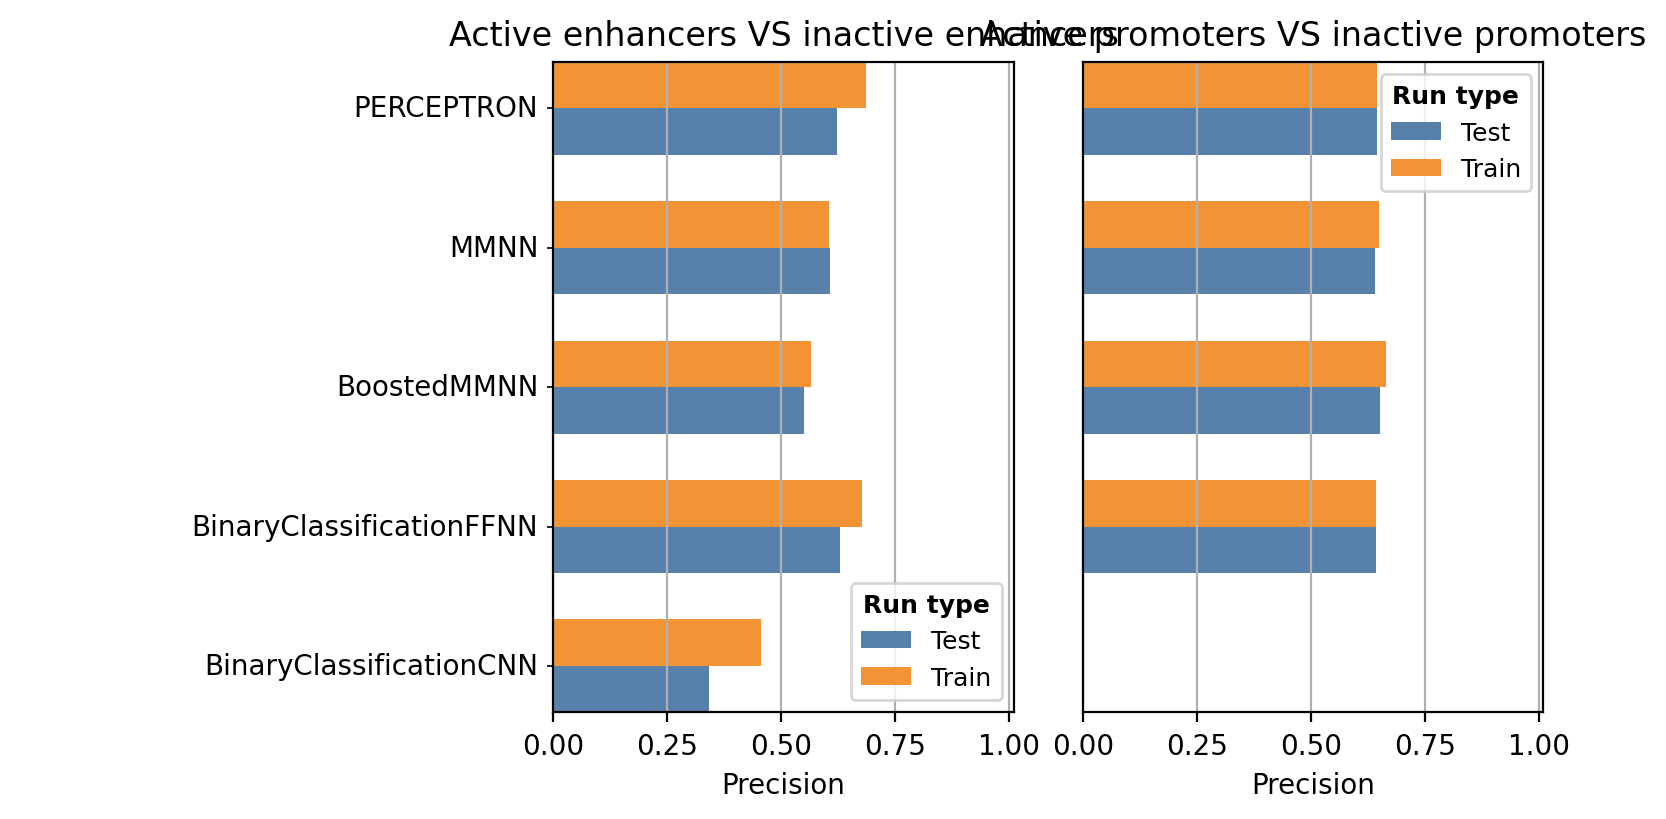 Active enhancers VS inactive enhancers
Active promoters VS inactive promoters
PERCEPTRON
MMNN
BoostedMMNN
BinaryClassificationFFNN
BinaryClassificationCNN
Run type
Test
Train
0.00 0.25 0.50 0.75 1.00
Precision
Run type
Test
Train
0.00 0.25 0.50 0.75 1.00
Precision